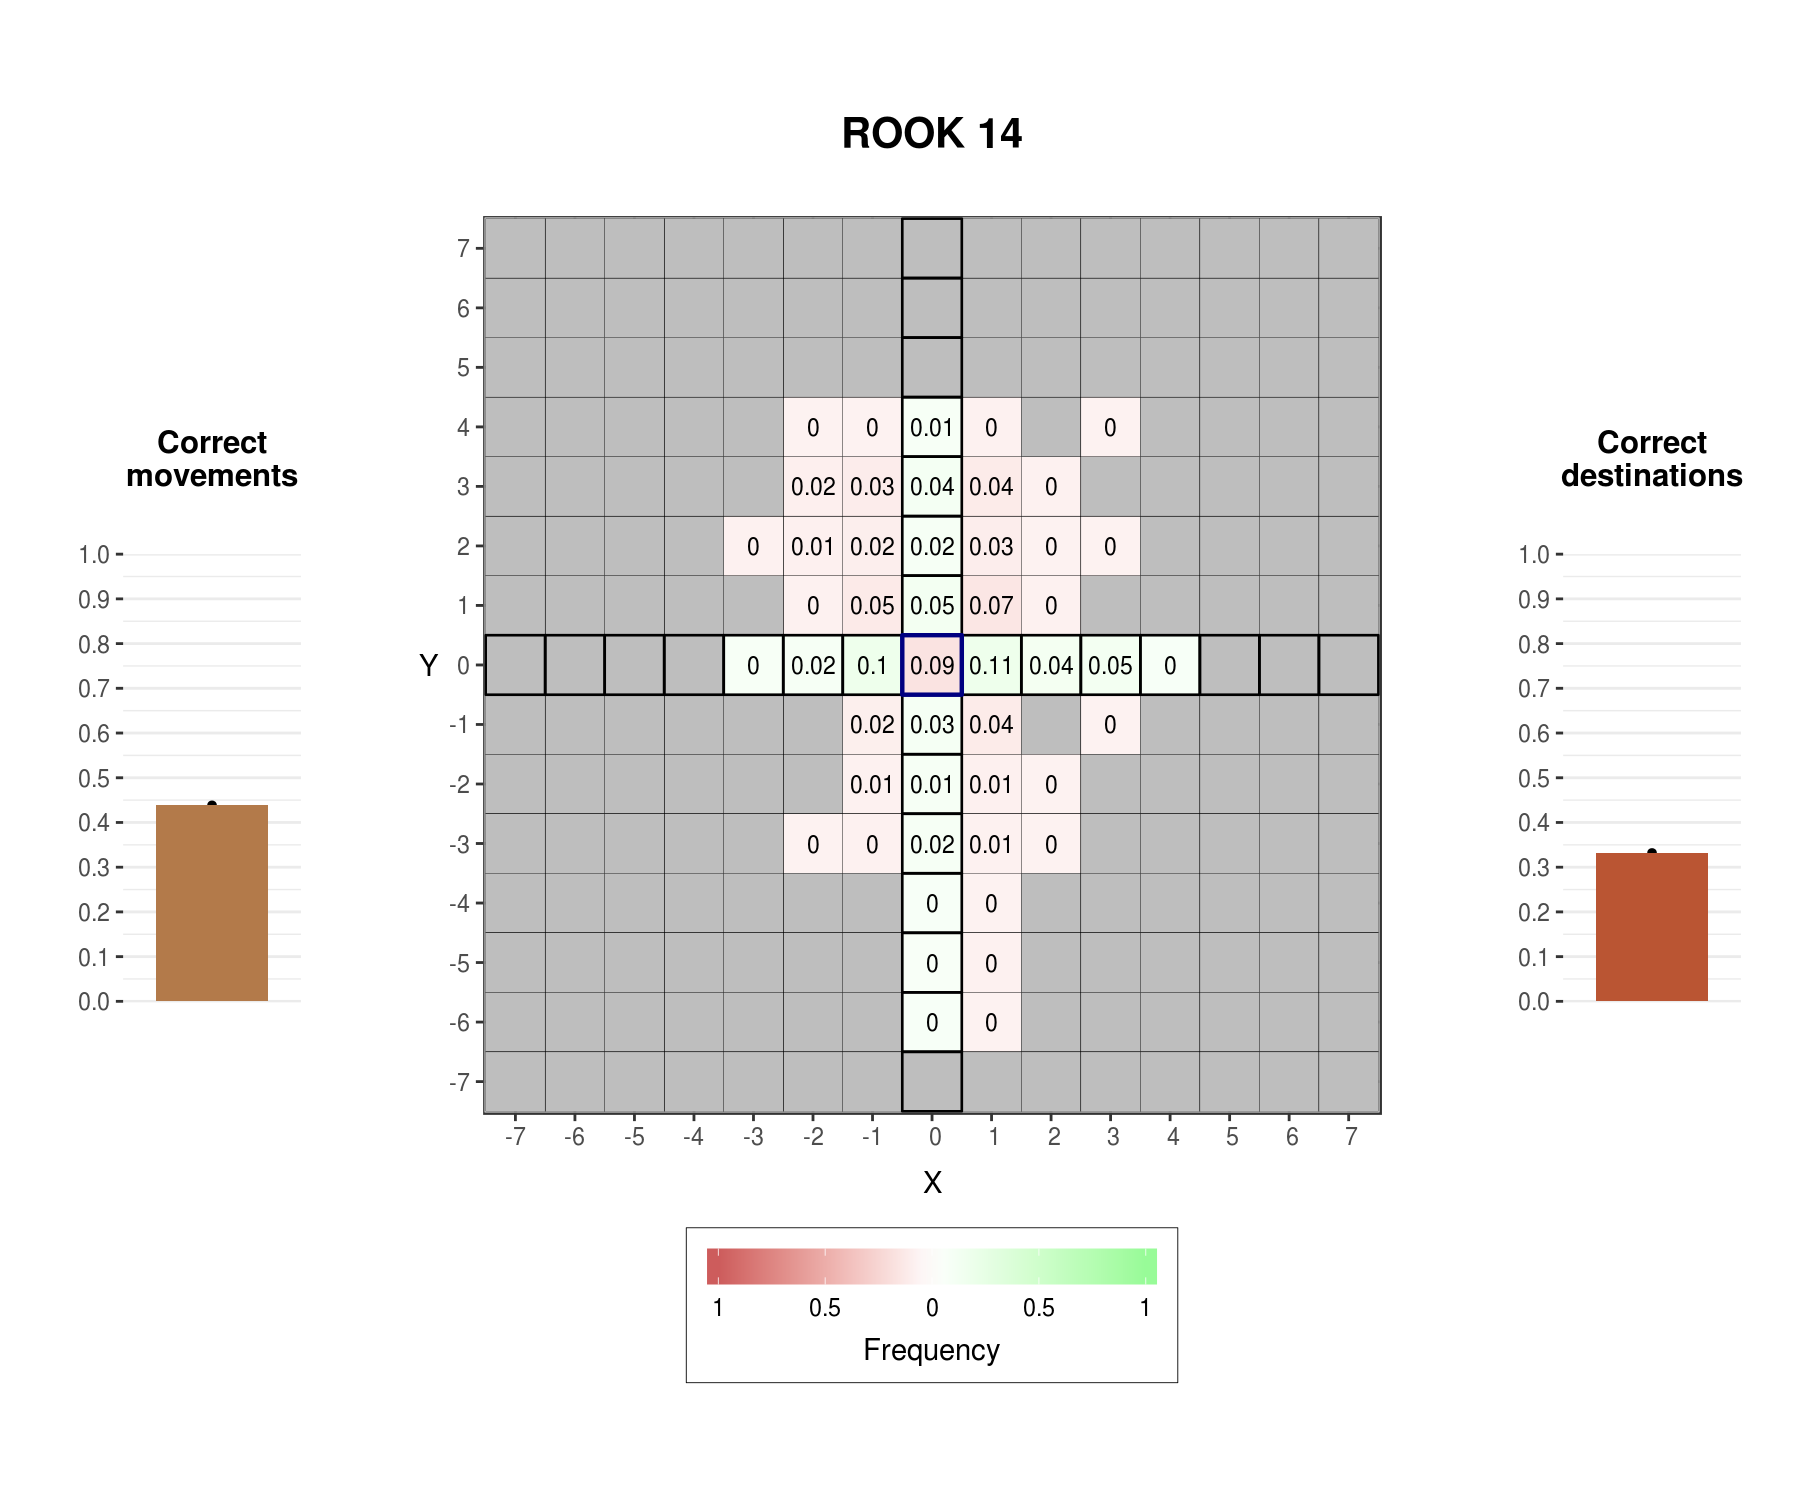 ROOK 14
Correct
movements
1.0
0.9
0.8
0.7
0.6
0.5
0.4
0.3
0.2
0.1
0.0
Y
7
6
5
4 0 0 0.01 0 0
3 0.02 0.03 0.04 0.04 0
2 0 0.01 0.02 0.02 0.03 0 0
1 0 0.05 0.05 0.07 0
0 0 0.02 0.1 0.09 0.11 0.04 0.05 0
-1 0.02 0.03 0.04 0
-2 0.01 0.01 0.01 0
-3 0 0 0.02 0.01 0
-4 0 0
-5 0 0
-6 0 0
-7
-7 -6 -5 -4 -3 -2 -1 0 1 2 3 4 5 6 7
X
1 0.5 0 0.5 1
Frequency
Correct
destinations
1.0
0.9
0.8
0.7
0.6
0.5
0.4
0.3
0.2
0.1
0.0